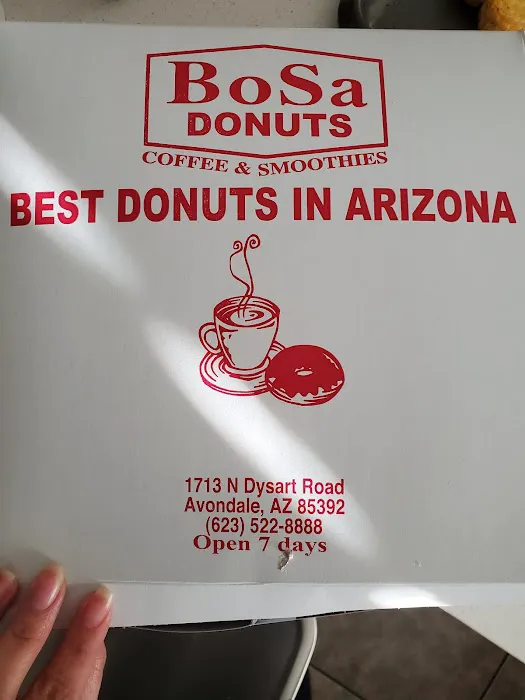 BoSa
DONUTS
COFFEE & SMOOTHIES
BEST DONUTS IN ARIZONA
1713 N Dysart Road
Avondale, AZ 85392
(623) 522-8888
Open 7 days